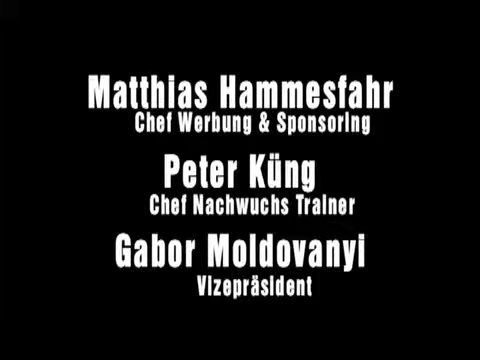 Matthias Hammesfahr
Chef Werbung & Sponsoring
Peter Küng
Chef Nachwuchs Trainer
Gabor Moldovanyi
Vizepräsident